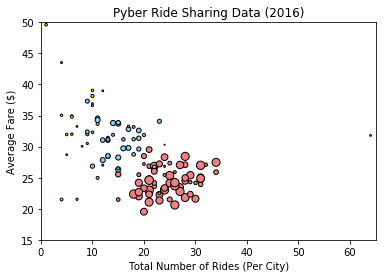 Pyber Ride Sharing Data (2016)
50
45
40
35
30
25
20
15
Average Fare ($)
0 10 20 30 40 50 60
Total Number of Rides (Per City)